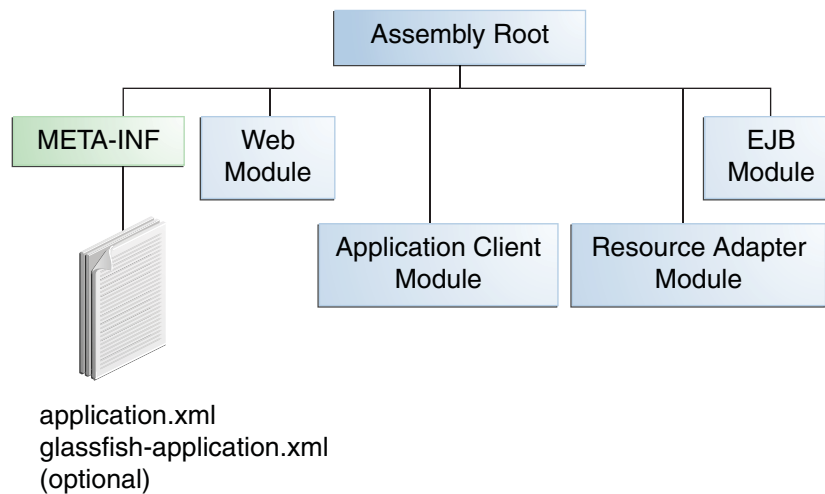 Assembly Root
META-INF
Web
Module
EJB
Module
Application Client
Module
Resource Adapter
Module
application.xml
glassfish-application.xml
(optional)